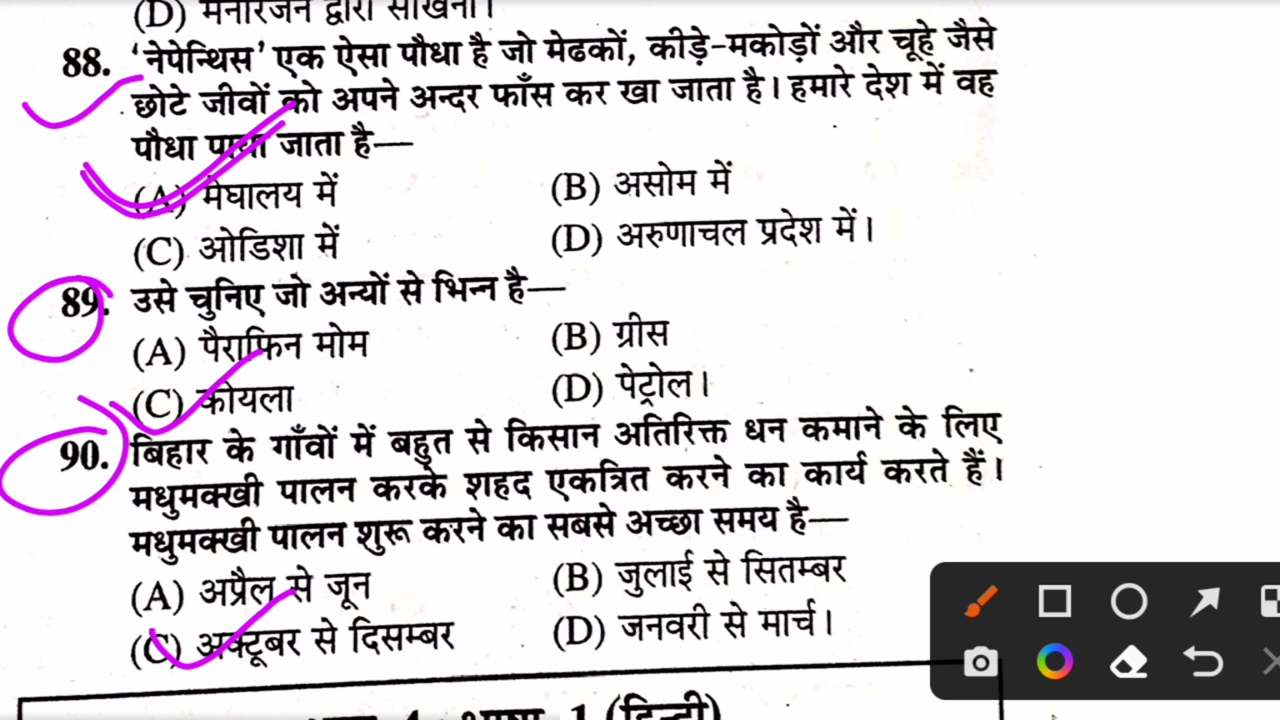 (D) मनोरंजन द्वारा सीखना।
88. ‘नेपेन्थिस’ एक ऐसा पौधा है जो मेढकों, कीड़े-मकोड़ों और चूहे जैसे
छोटे जीवों को अपने अन्दर फाँस कर खा जाता है। हमारे देश में वह
पौधा पाया जाता है—
(A) मेघालय में
(B) असोम में
(C) ओडिशा में
(D) अरुणाचल प्रदेश में।
89. उसे चुनिए जो अन्यों से भिन्न है—
(A) पैराफिन मोम
(B) ग्रीस
(C) कोयला
(D) पेट्रोल।
90. बिहार के गाँवों में बहुत से किसान अतिरिक्त धन कमाने के लिए
मधुमक्खी पालन करके शहद एकत्रित करने का कार्य करते हैं।
मधुमक्खी पालन शुरू करने का सबसे अच्छा समय है—
(A) अप्रैल से जून
(B) जुलाई से सितम्बर
(C) अक्टूबर से दिसम्बर
(D) जनवरी से मार्च।
1 (हिन्दी)